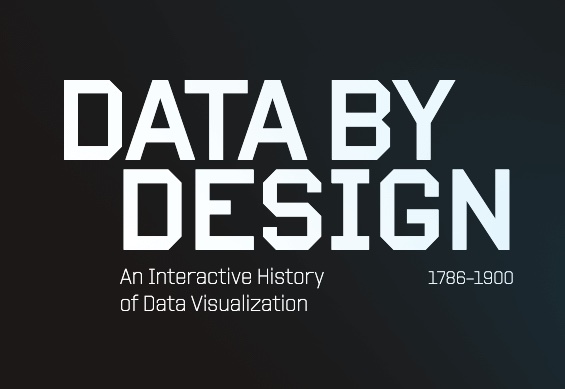 DATA BY
DESIGN
An Interactive History
of Data Visualization
1786–1900